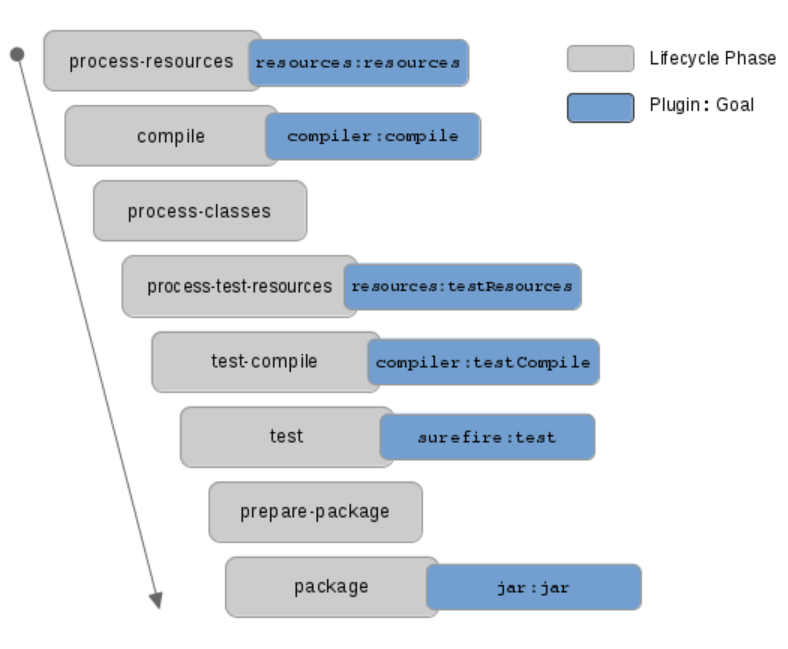 process-resources resources:resources
Lifecycle Phase
Plugin: Goal
compile compiler:compile
process-classes
process-test-resources resources:testResources
test-compile compiler:testCompile
test surefire:test
prepare-package
package jar:jar